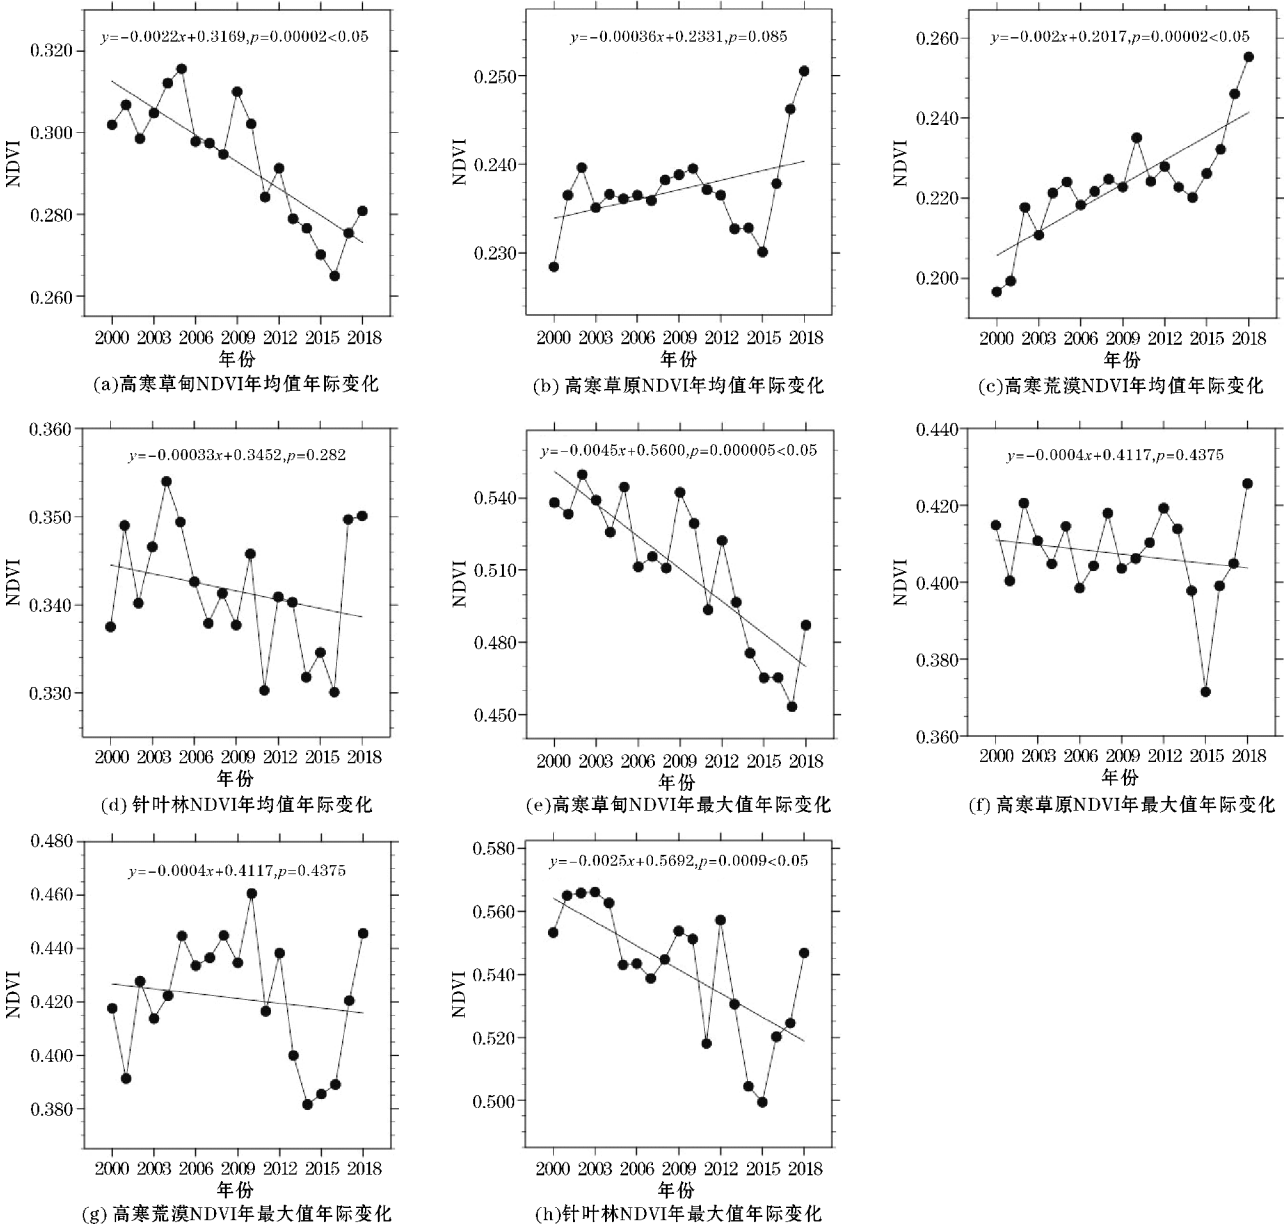 y=-0.0022x+0.3169,p=0.00002<0.05
NDVI
0.320
0.300
0.280
0.260
2000 2003 2006 2009 2012 2015 2018
年份
(a)高寒草甸NDVI年均值年际变化
y=-0.00036x+0.2331,p=0.085
NDVI
0.250
0.240
0.230
2000 2003 2006 2009 2012 2015 2018
年份
(b) 高寒草原NDVI年均值年际变化
y=-0.002x+0.2017,p=0.00002<0.05
NDVI
0.260
0.240
0.220
0.200
2000 2003 2006 2009 2012 2015 2018
年份
(c)高寒荒漠NDVI年均值年际变化
y=-0.00033x+0.3452,p=0.282
NDVI
0.360
0.350
0.340
0.330
2000 2003 2006 2009 2012 2015 2018
年份
(d) 针叶林NDVI年均值年际变化
y=-0.0045x+0.5600,p=0.000005<0.05
NDVI
0.540
0.510
0.480
0.450
2000 2003 2006 2009 2012 2015 2018
年份
(e)高寒草甸NDVI年最大值年际变化
y=-0.0004x+0.4117,p=0.4375
NDVI
0.440
0.420
0.400
0.380
0.360
2000 2003 2006 2009 2012 2015 2018
年份
(f) 高寒草原NDVI年最大值年际变化
y=-0.0004x+0.4117,p=0.4375
NDVI
0.480
0.460
0.440
0.420
0.400
0.380
2000 2003 2006 2009 2012 2015 2018
年份
(g) 高寒荒漠NDVI年最大值年际变化
y=-0.0025x+0.5692,p=0.0009<0.05
NDVI
0.580
0.560
0.540
0.520
0.500
2000 2003 2006 2009 2012 2015 2018
年份
(h)针叶林NDVI年最大值年际变化